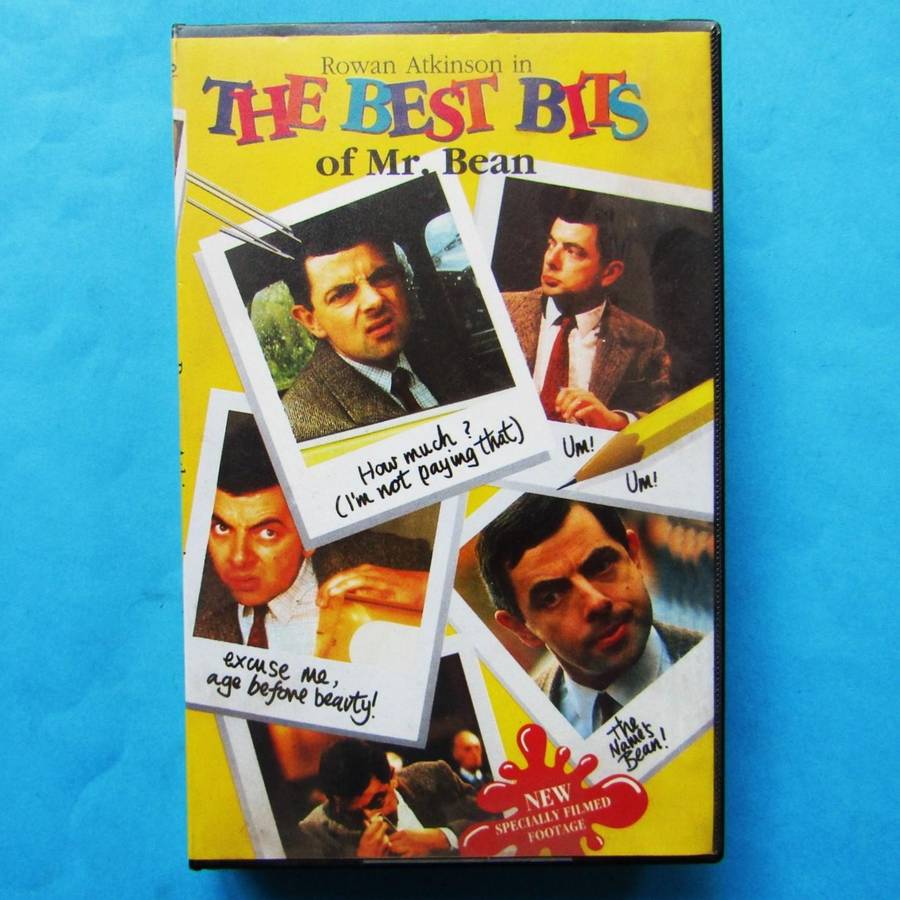 Rowan Atkinson in
THE BEST BITS
of Mr. Bean
How much ?
(I'm not paying that)
Um!
Um!
excuse me,
age before beauty!
The
Names
Bean!
NEW
SPECIALLY FILMED
FOOTAGE